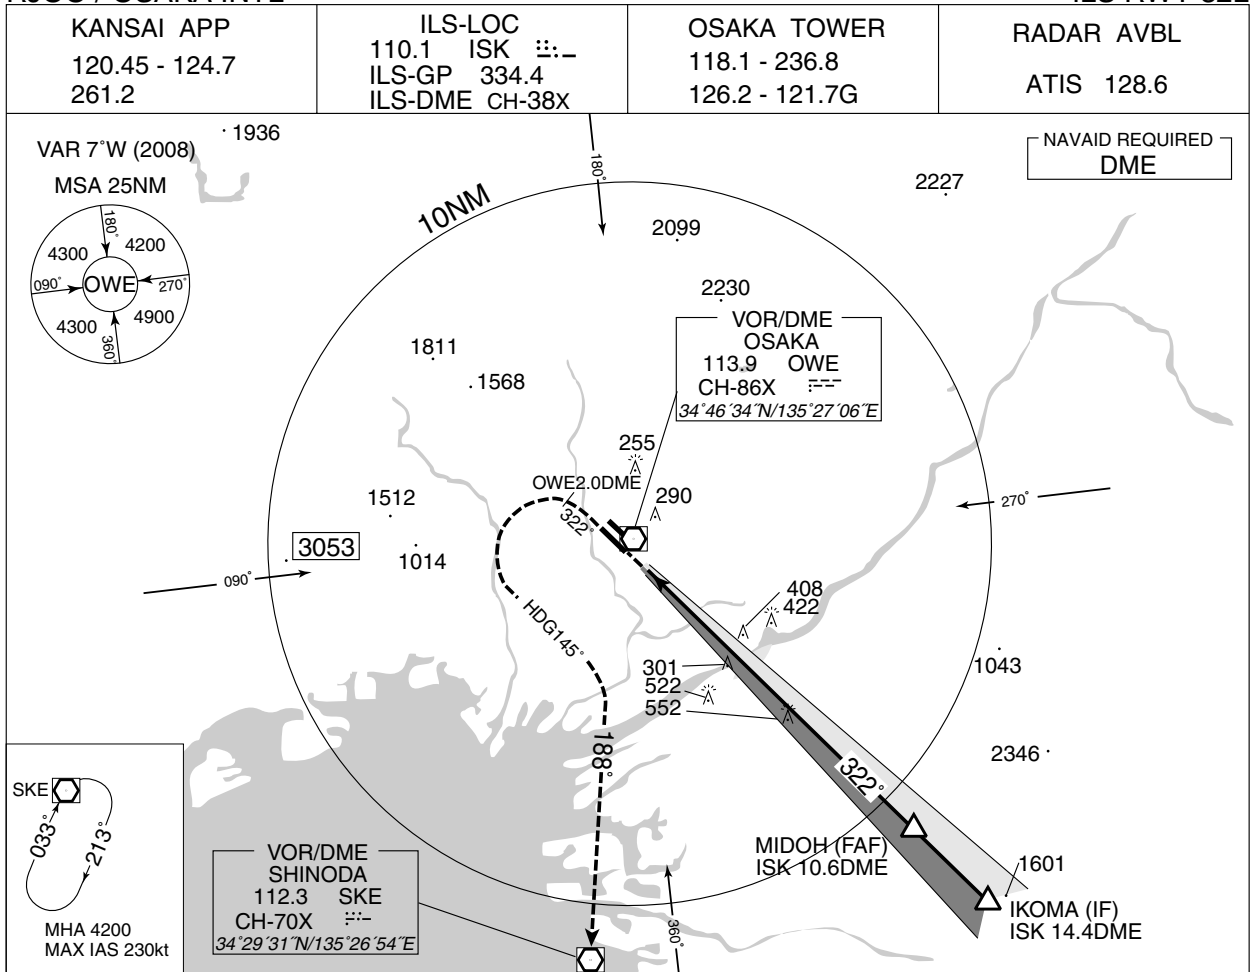 KANSAI APP
120.45 - 124.7
261.2
ILS-LOC
110.1 ISK
ILS-GP 334.4
ILS-DME CH-38X
OSAKA TOWER
118.1 - 236.8
126.2 - 121.7G
RADAR AVBL
ATIS 128.6
VAR 7°W (2008)
MSA 25NM
180°
4300
4200
090°
OWE
270°
4300
4900
360°
1936
180°
NAVAID REQUIRED
DME
2227
10NM
2099
2230
VOR/DME
OSAKA
113.9 OWE
CH-86X
34°46´34˝N/135°27´06˝E
1811
1568
255
OWE2.0DME
290
322°
1512
270°
3053
1014
090°
408
422
HDG145°
301
522
552
1043
2346
188°
322°
SKE
033°
213°
MHA 4200
MAX IAS 230kt
VOR/DME
SHINODA
112.3 SKE
CH-70X
34°29´31˝N/135°26´54˝E
MIDOH (FAF)
ISK 10.6DME
1601
IKOMA (IF)
ISK 14.4DME
360°